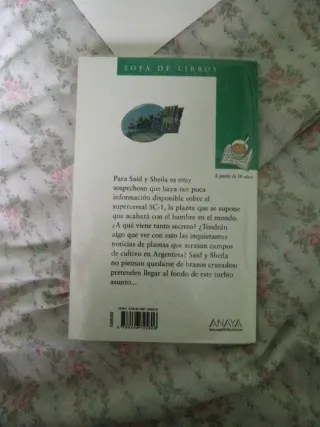 SOPA DE LIBROS
A partir de 10 años
Para Said y Sheila es muy
sospechoso que haya tan poca
información disponible sobre el
supercereal SC-1, la planta que se supone
que acabará con el hambre en el mundo.
¿A qué viene tanto secreto? ¿Tendrán
algo que ver con esto las inquietantes
noticias de plantas que arrasan campos
de cultivo en Argentina? Said y Sheila
no piensan quedarse de brazos cruzados:
pretenden llegar al fondo de este turbio
asunto...
ANAYA